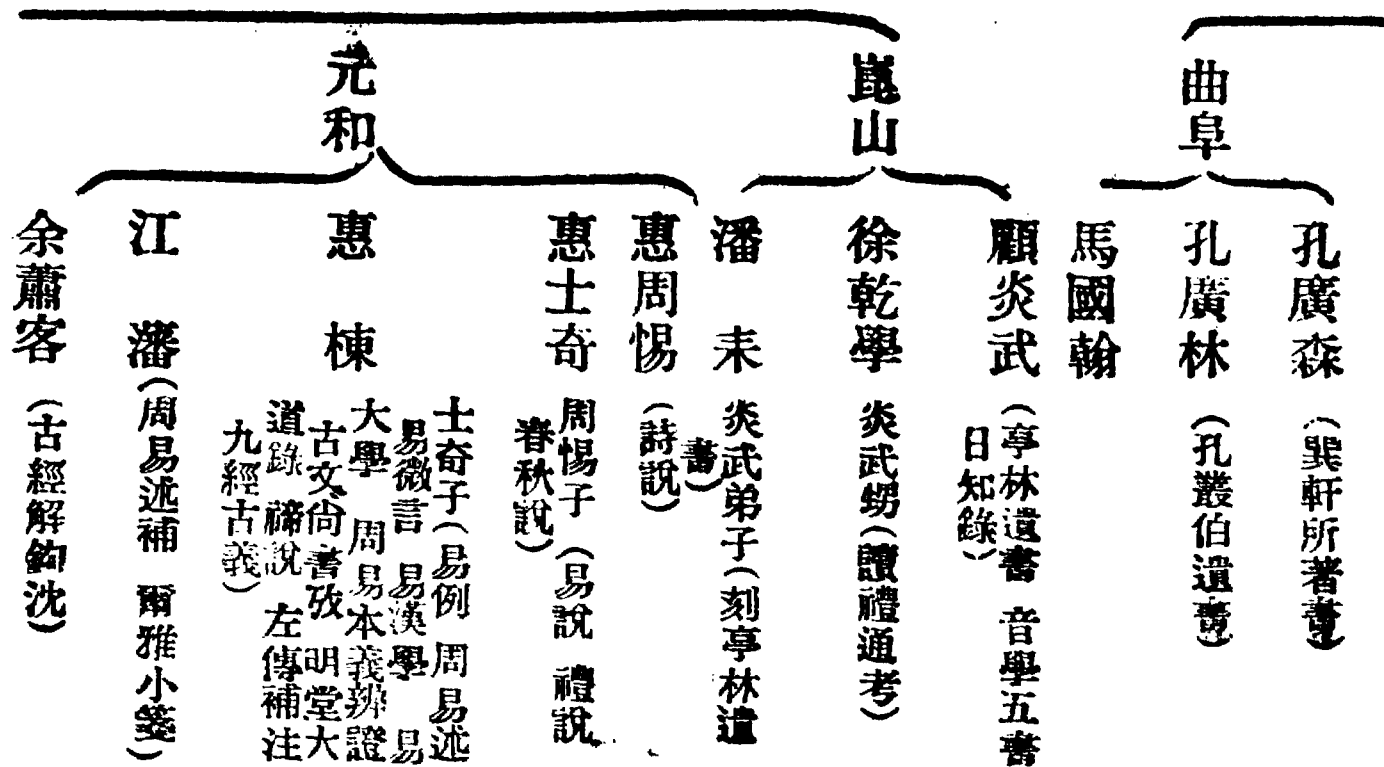 曲阜
孔廣森
(巽軒所著書)
孔廣林
(孔叢伯遺書)
馬國翰
崑山
顧炎武
(亭林遺書 音學五書
日知錄)
徐乾學
炎武甥(讀禮通考)
潘耒
炎武弟子(刻亭林遺
書)
元和
惠周惕
(詩說)
惠士奇
周惕子 (易說 禮說
春秋說)
惠棟
士奇子(易例 周易述
易微言 易漢學 易
大學 周易本義辨證
古文尙書攷 明堂大
道錄 禘說 左傳補注
九經古義)
江瀋
(周易述補 爾雅小箋)
余蕭客
(古經解鉤沈)